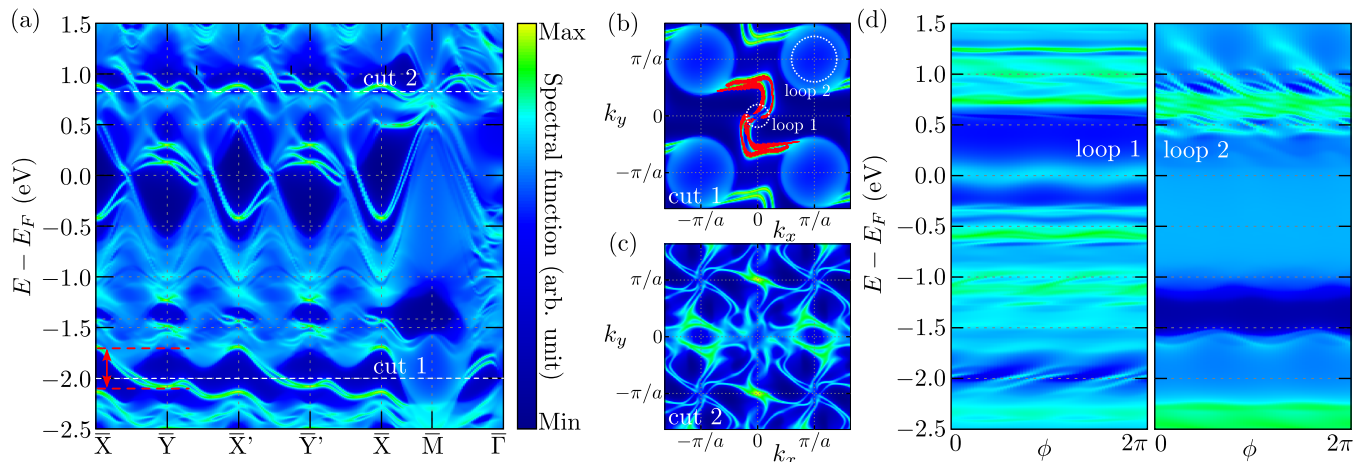 (a)
1.5
1.0
0.5
0.0
−0.5
−1.0
−1.5
−2.0
−2.5
E − E_F (eV)
cut 2
cut 1
X̅
Y̅
X̅'
Y̅'
X̅
M̅
Γ̅
Max
Spectral function (arb. unit)
Min
(b)
π/a
0
−π/a
k_y
loop 2
loop 1
cut 1
−π/a
0
π/a
k_x
(c)
π/a
0
−π/a
k_y
cut 2
−π/a
0
π/a
k_x
(d)
1.5
1.0
0.5
0.0
−0.5
−1.0
−1.5
−2.0
−2.5
E − E_F (eV)
loop 1
loop 2
0
ϕ
2π
0
ϕ
2π